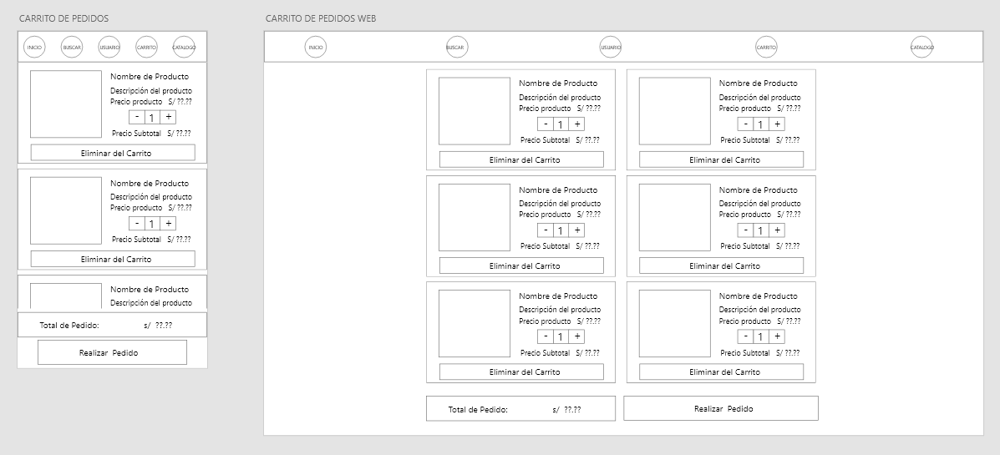 CARRITO DE PEDIDOS
INICIO BUSCAR USUARIO CARRITO CATALOGO
Nombre de Producto
Descripción del producto
Precio producto S/ ??.??
- 1 +
Precio Subtotal S/ ??.??
Eliminar del Carrito
Nombre de Producto
Descripción del producto
Precio producto S/ ??.??
- 1 +
Precio Subtotal S/ ??.??
Eliminar del Carrito
Nombre de Producto
Descripción del producto
Total de Pedido: s/ ??.??
Realizar Pedido
CARRITO DE PEDIDOS WEB
INICIO BUSCAR USUARIO CARRITO CATALOGO
Nombre de Producto
Descripción del producto
Precio producto S/ ??.??
- 1 +
Precio Subtotal S/ ??.??
Eliminar del Carrito
Nombre de Producto
Descripción del producto
Precio producto S/ ??.??
- 1 +
Precio Subtotal S/ ??.??
Eliminar del Carrito
Nombre de Producto
Descripción del producto
Precio producto S/ ??.??
- 1 +
Precio Subtotal S/ ??.??
Eliminar del Carrito
Nombre de Producto
Descripción del producto
Precio producto S/ ??.??
- 1 +
Precio Subtotal S/ ??.??
Eliminar del Carrito
Nombre de Producto
Descripción del producto
Precio producto S/ ??.??
- 1 +
Precio Subtotal S/ ??.??
Eliminar del Carrito
Nombre de Producto
Descripción del producto
Precio producto S/ ??.??
- 1 +
Precio Subtotal S/ ??.??
Eliminar del Carrito
Total de Pedido: s/ ??.??
Realizar Pedido